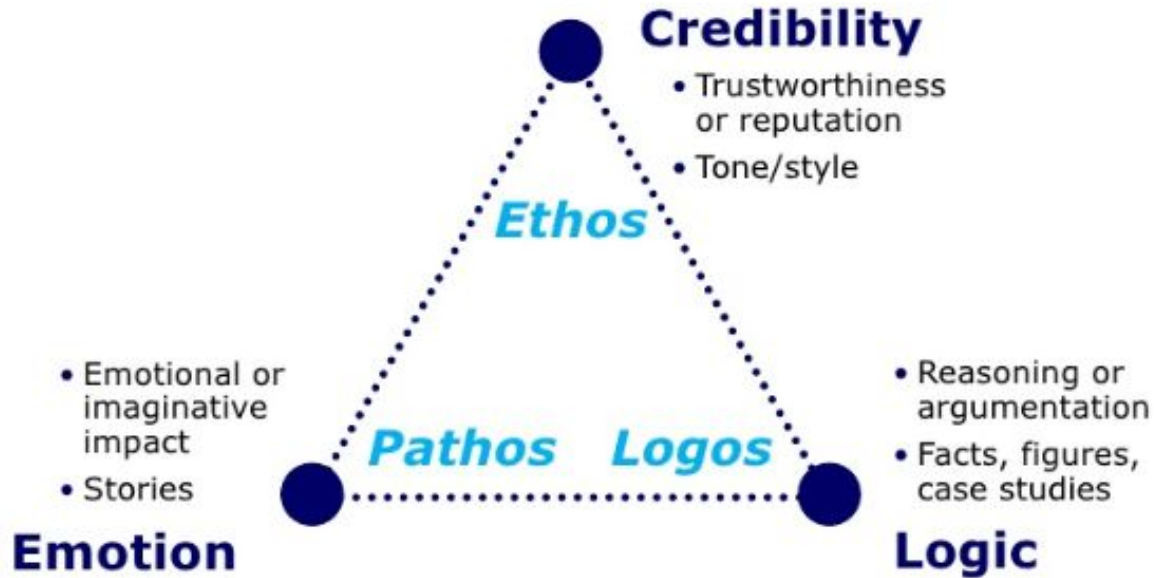 Credibility
• Trustworthiness
or reputation
• Tone/style
Ethos
• Emotional or
imaginative
impact
• Stories
Emotion
Pathos
Logos
• Reasoning or
argumentation
• Facts, figures,
case studies
Logic